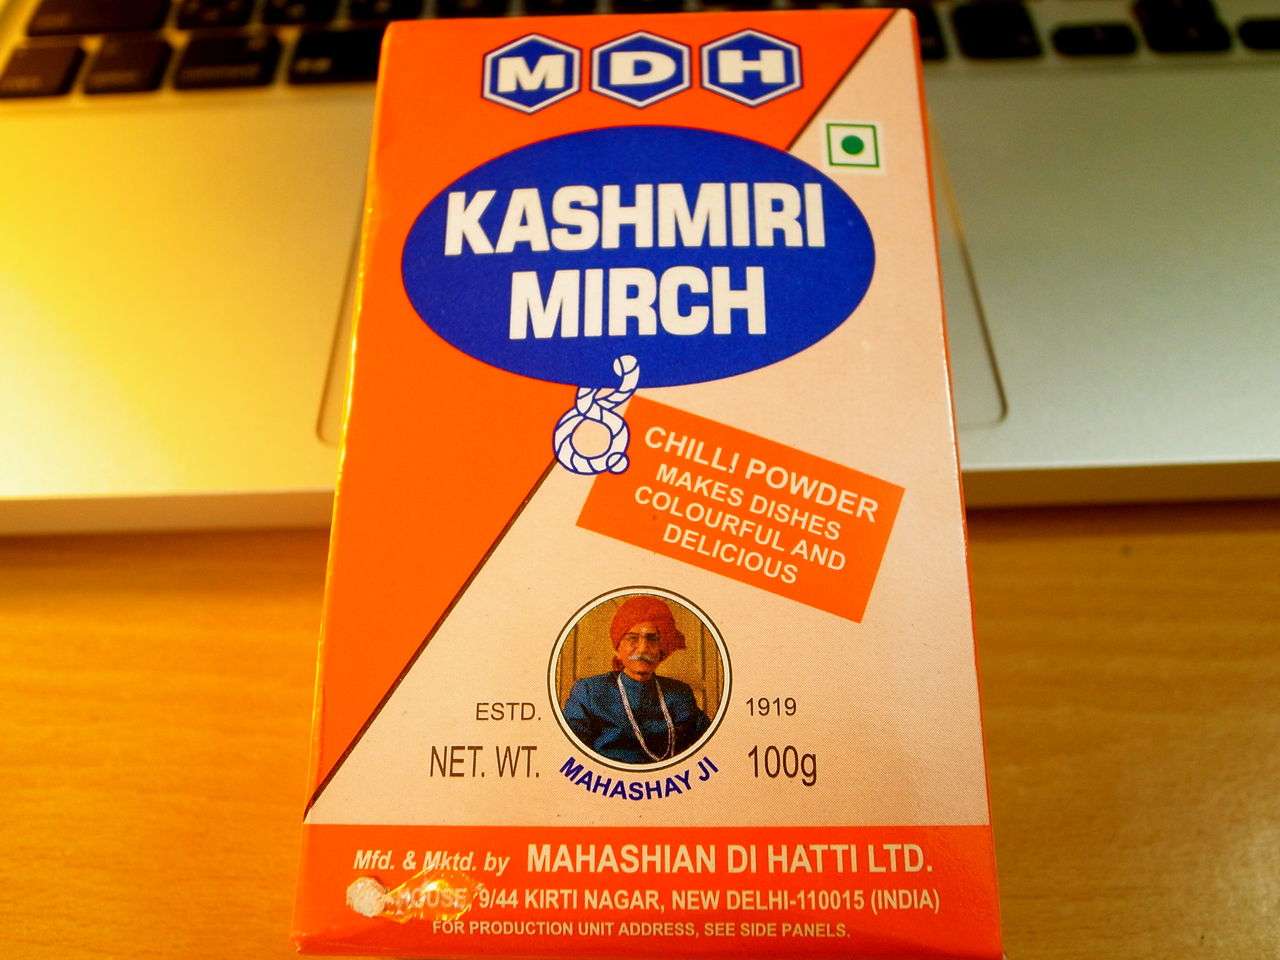 MDH
KASHMIRI
MIRCH
CHILLI POWDER
MAKES DISHES
COLOURFUL AND
DELICIOUS
ESTD. 1919
NET. WT. 100g
MAHASHAY JI
Mfd. & Mktd. by MAHASHIAN DI HATTI LTD.
HOUSE, 9/44 KIRTI NAGAR, NEW DELHI-110015 (INDIA)
FOR PRODUCTION UNIT ADDRESS, SEE SIDE PANELS.